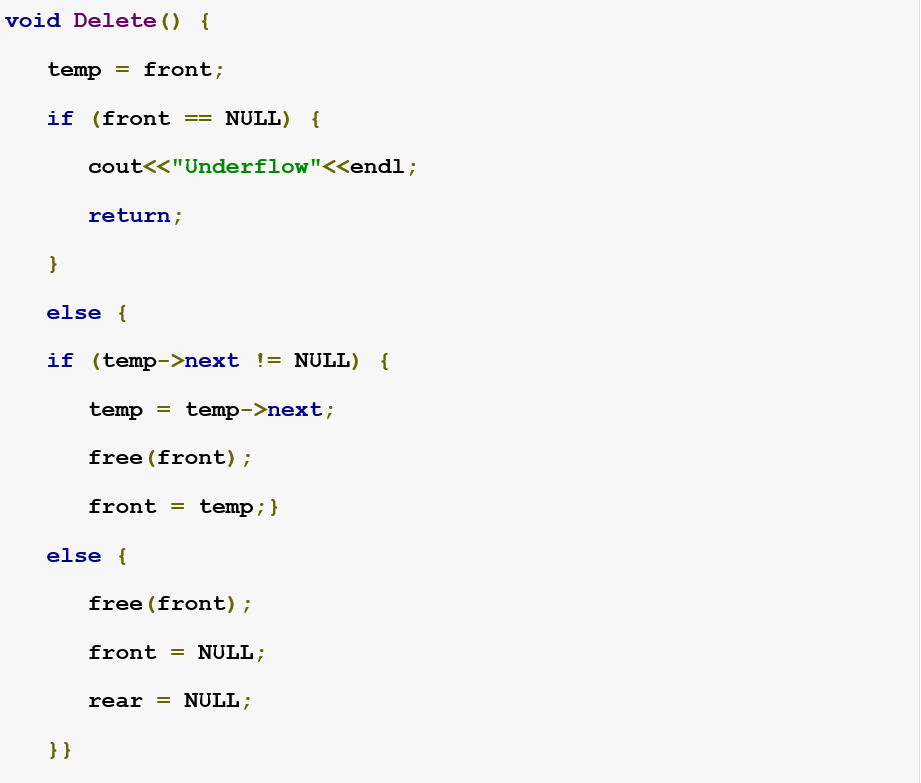 void Delete() {
   temp = front;
   if (front == NULL) {
      cout<<"Underflow"<<endl;
      return;
   }
   else {
   if (temp->next != NULL) {
      temp = temp->next;
      free(front);
      front = temp;}
   else {
      free(front);
      front = NULL;
      rear = NULL;
   }}